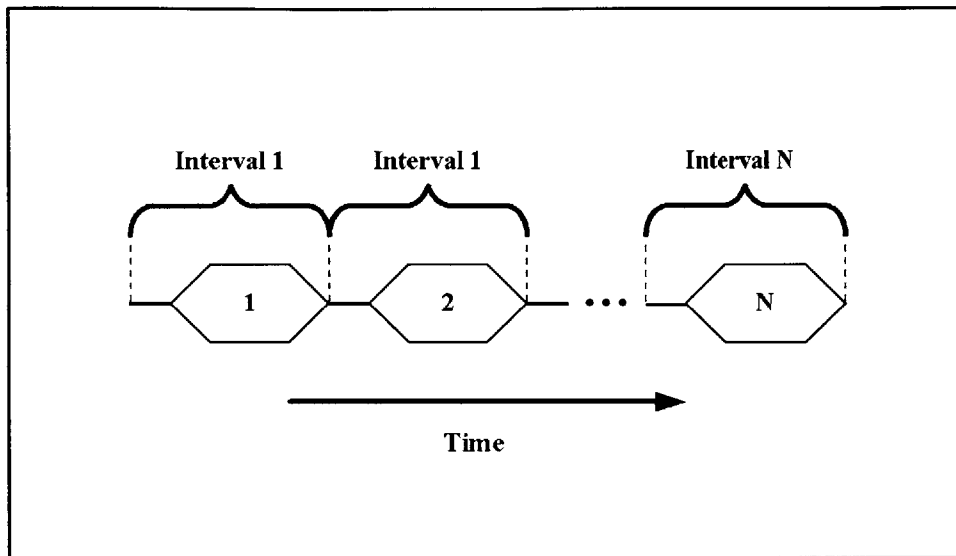 Interval 1 Interval 1 Interval N
1 2 ••• N
Time